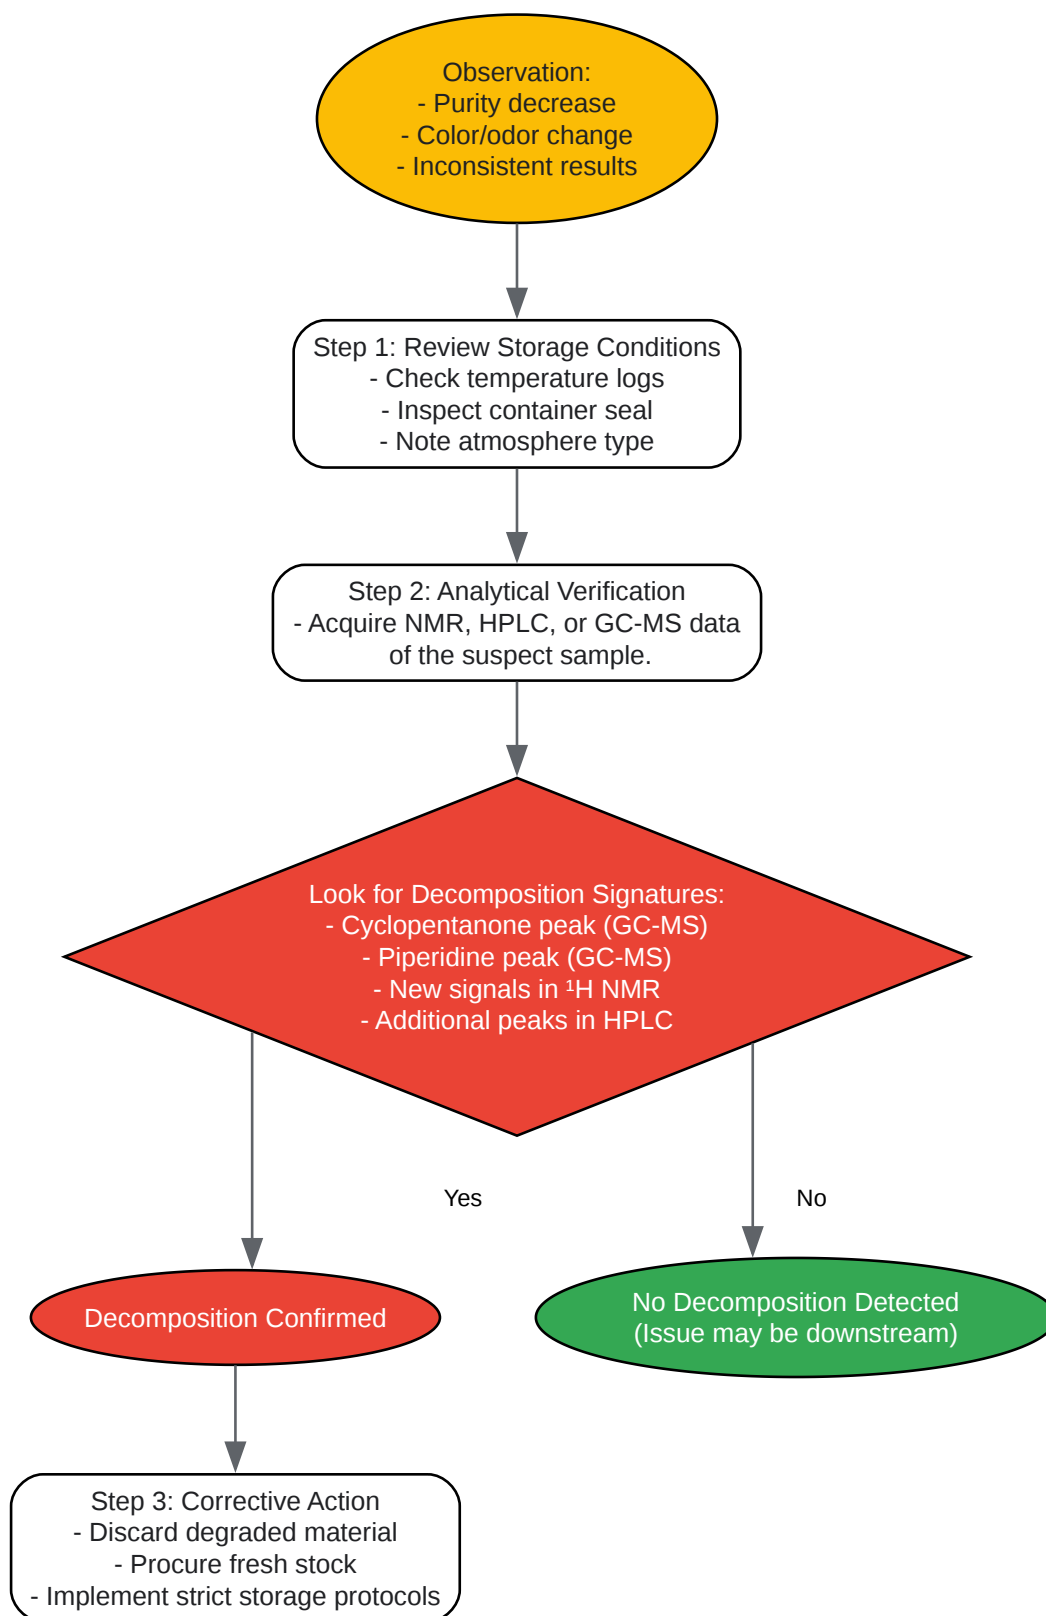 Observation:
- Purity decrease
- Color/odor change
- Inconsistent results
Step 1: Review Storage Conditions
- Check temperature logs
- Inspect container seal
- Note atmosphere type
Step 2: Analytical Verification
- Acquire NMR, HPLC, or GC-MS data
of the suspect sample.
Look for Decomposition Signatures:
- Cyclopentanone peak (GC-MS)
- Piperidine peak (GC-MS)
- New signals in ¹H NMR
- Additional peaks in HPLC
Yes
No
Decomposition Confirmed
No Decomposition Detected
(Issue may be downstream)
Step 3: Corrective Action
- Discard degraded material
- Procure fresh stock
- Implement strict storage protocols